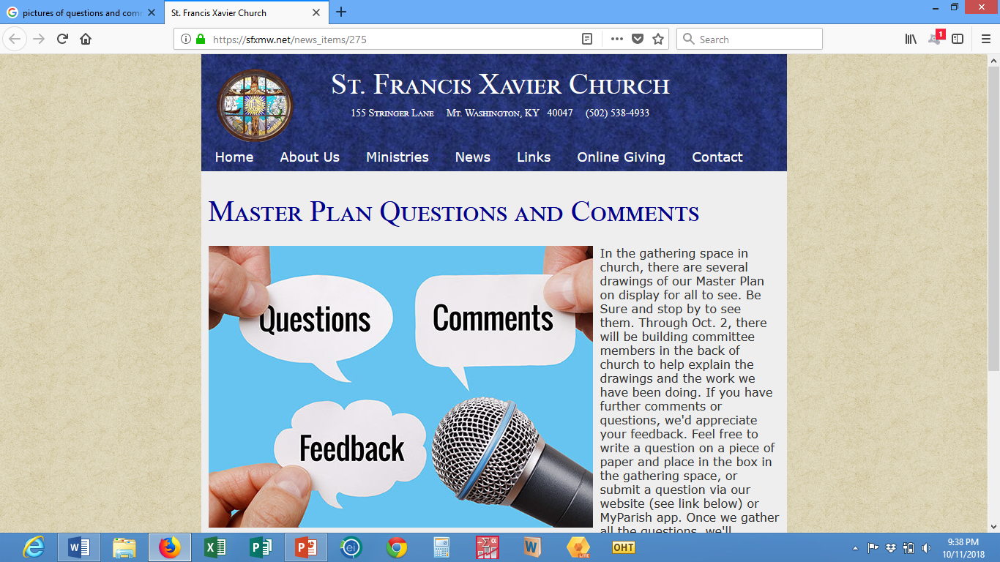 pictures of questions and com
St. Francis Xavier Church
https://sfxmw.net/news_items/275
Search
1
St. Francis Xavier Church
155 Stringer Lane Mt. Washington, KY 40047 (502) 538-4933
Home About Us Ministries News Links Online Giving Contact
Master Plan Questions and Comments
Questions
Comments
Feedback
In the gathering space in
church, there are several
drawings of our Master Plan
on display for all to see. Be
Sure and stop by to see
them. Through Oct. 2, there
will be building committee
members in the back of
church to help explain the
drawings and the work we
have been doing. If you have
further comments or
questions, we'd appreciate
your feedback. Feel free to
write a question on a piece of
paper and place in the box in
the gathering space, or
submit a question via our
website (see link below) or
MyParish app. Once we gather
all the questions, we'll
ei
W
LITE
OHT
9:38 PM
10/11/2018